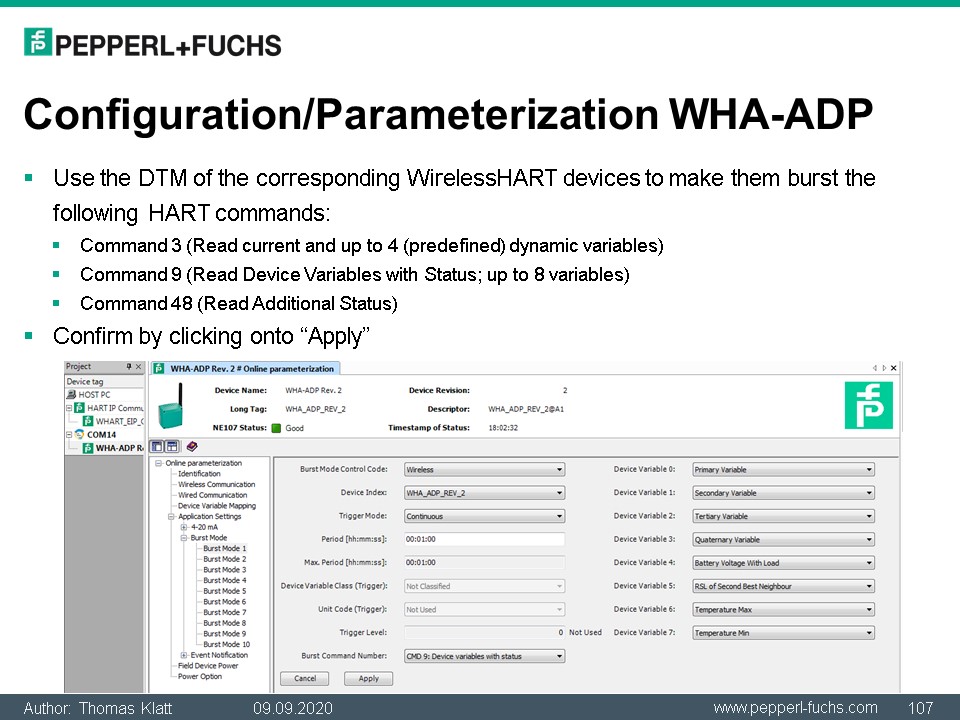 PEPPERL+FUCHS
Configuration/Parameterization WHA-ADP
Use the DTM of the corresponding WirelessHART devices to make them burst the
following HART commands:
Command 3 (Read current and up to 4 (predefined) dynamic variables)
Command 9 (Read Device Variables with Status; up to 8 variables)
Command 48 (Read Additional Status)
Confirm by clicking onto “Apply”
Project
Device tag
HOST PC
HART IP Commu
WHART_EIP_C
COM14
WHA-ADP R
WHA-ADP Rev. 2 # Online parameterization
Device Name: WHA-ADP Rev. 2 Device Revision: 2
Long Tag: WHA_ADP_REV_2 Descriptor: WHA_ADP_REV_2@A1
NE107 Status: Good Timestamp of Status: 18:02:32
Online parameterization
Identification
Wireless Communication
Wired Communication
Device Variable Mapping
Application Settings
4-20 mA
Burst Mode
Burst Mode 1
Burst Mode 2
Burst Mode 3
Burst Mode 4
Burst Mode 5
Burst Mode 6
Burst Mode 7
Burst Mode 8
Burst Mode 9
Burst Mode 10
Event Notification
Field Device Power
Power Option
Burst Mode Control Code: Wireless Device Variable 0: Primary Variable
Device Index: WHA_ADP_REV_2 Device Variable 1: Secondary Variable
Trigger Mode: Continuous Device Variable 2: Tertiary Variable
Period [hh:mm:ss]: 00:01:00 Device Variable 3: Quaternary Variable
Max. Period [hh:mm:ss]: 00:01:00 Device Variable 4: Battery Voltage With Load
Device Variable Class (Trigger): Not Classified Device Variable 5: RSL of Second Best Neighbour
Unit Code (Trigger): Not Used Device Variable 6: Temperature Max
Trigger Level: 0 Not Used Device Variable 7: Temperature Min
Burst Command Number: CMD 9: Device variables with status
Cancel Apply
Author: Thomas Klatt 09.09.2020 www.pepperl-fuchs.com 107